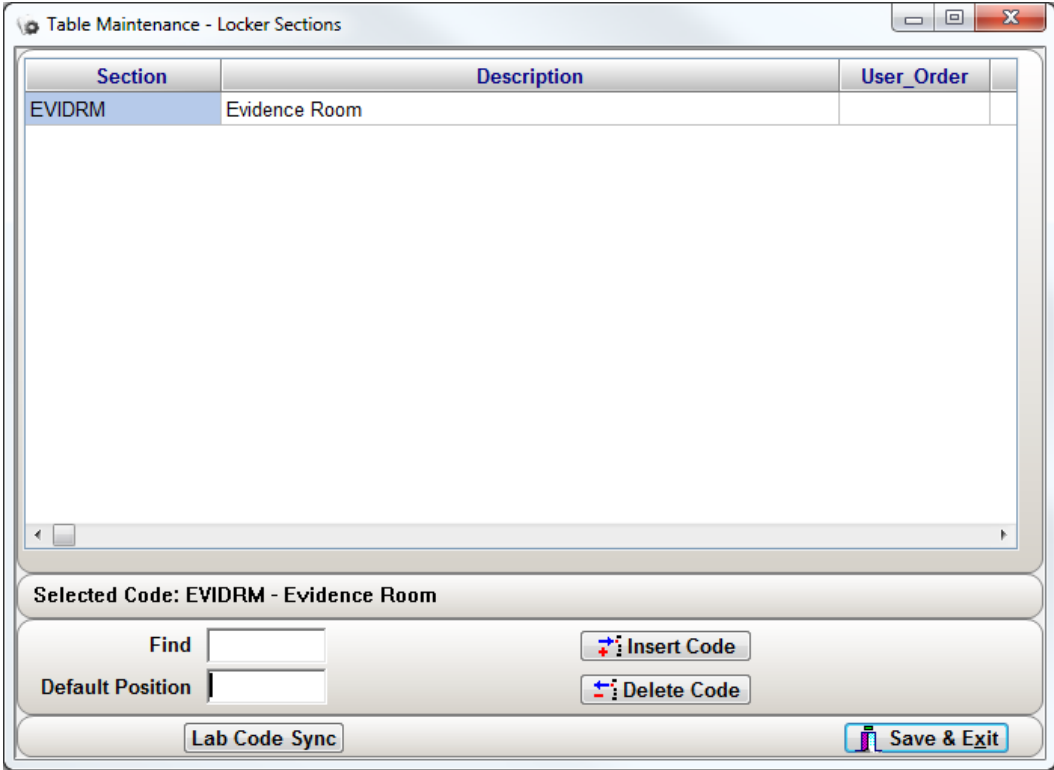 Table Maintenance - Locker Sections
Section Description User_Order
EVIDRM Evidence Room
Selected Code: EVIDRM - Evidence Room
Find Insert Code
Default Position Delete Code
Lab Code Sync Save & Exit